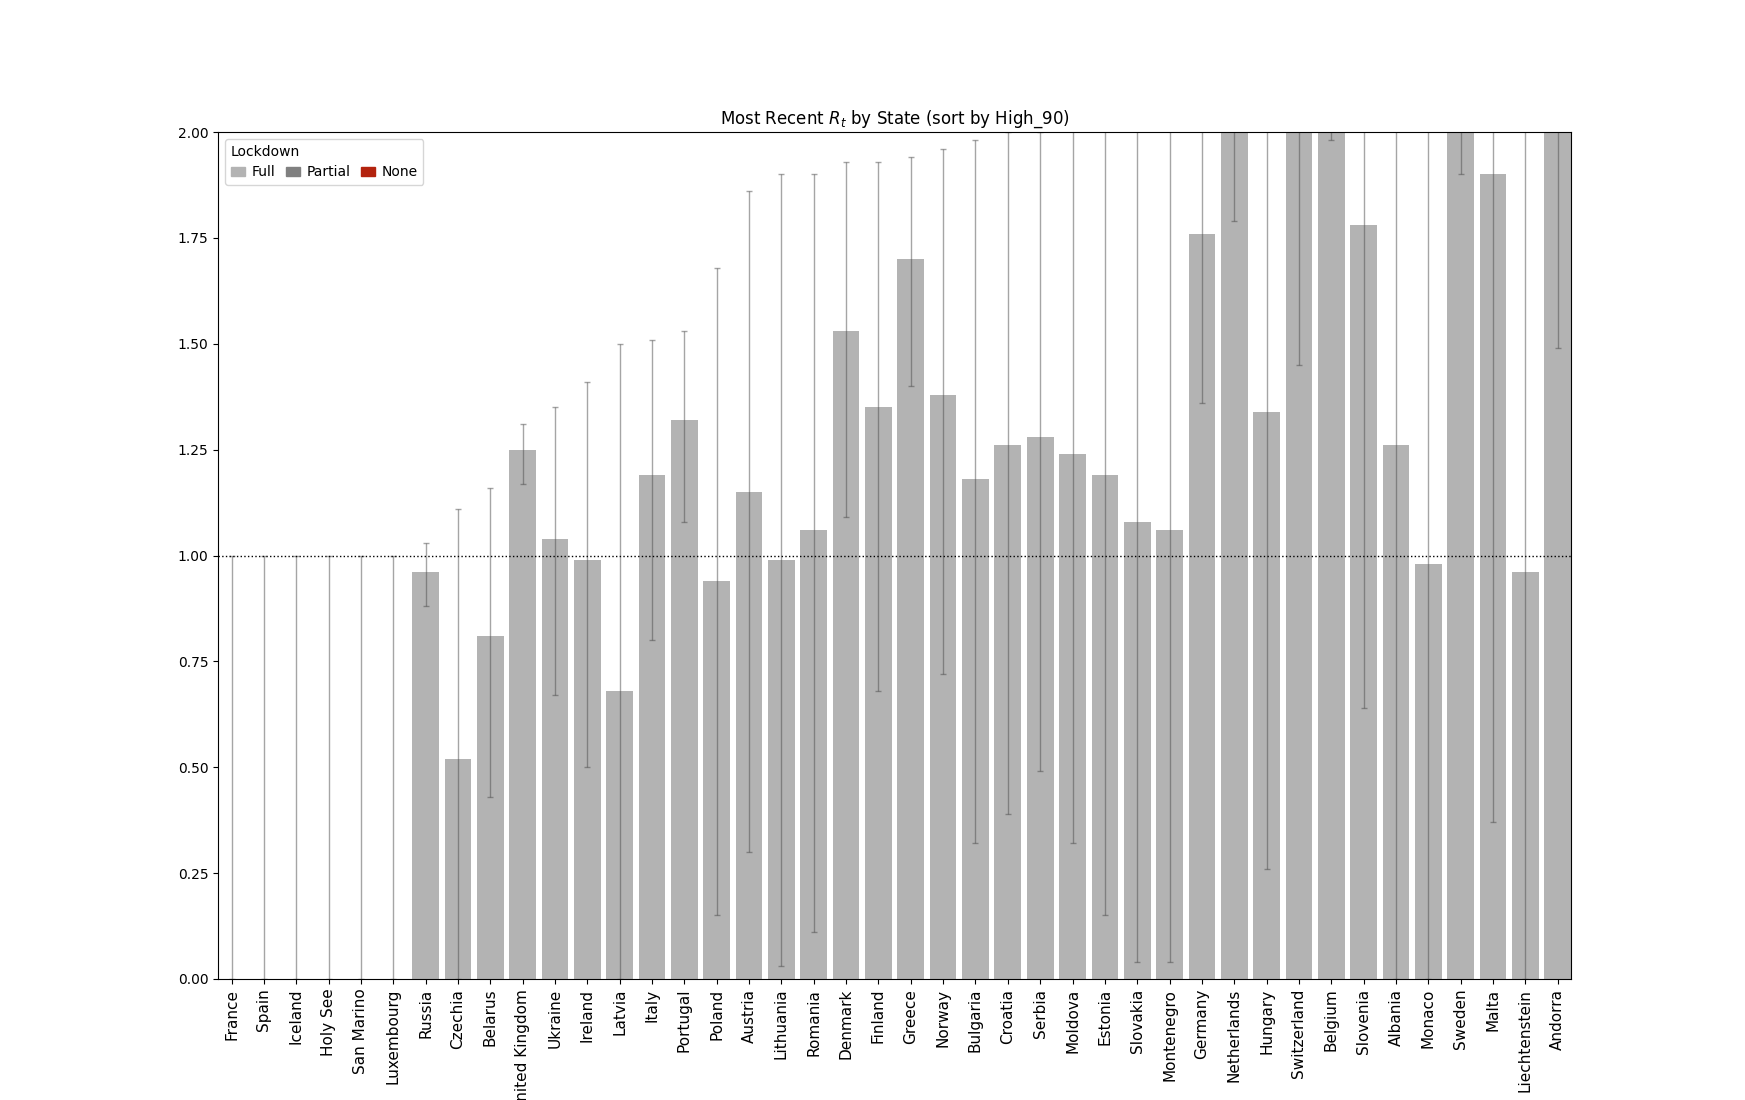 Most Recent R_t by State (sort by High_90)
Lockdown
Full Partial None
2.00
1.75
1.50
1.25
1.00
0.75
0.50
0.25
0.00
France
Spain
Iceland
Holy See
San Marino
Luxembourg
Russia
Czechia
Belarus
nited Kingdom
Ukraine
Ireland
Latvia
Italy
Portugal
Poland
Austria
Lithuania
Romania
Denmark
Finland
Greece
Norway
Bulgaria
Croatia
Serbia
Moldova
Estonia
Slovakia
Montenegro
Germany
Netherlands
Hungary
Switzerland
Belgium
Slovenia
Albania
Monaco
Sweden
Malta
Liechtenstein
Andorra